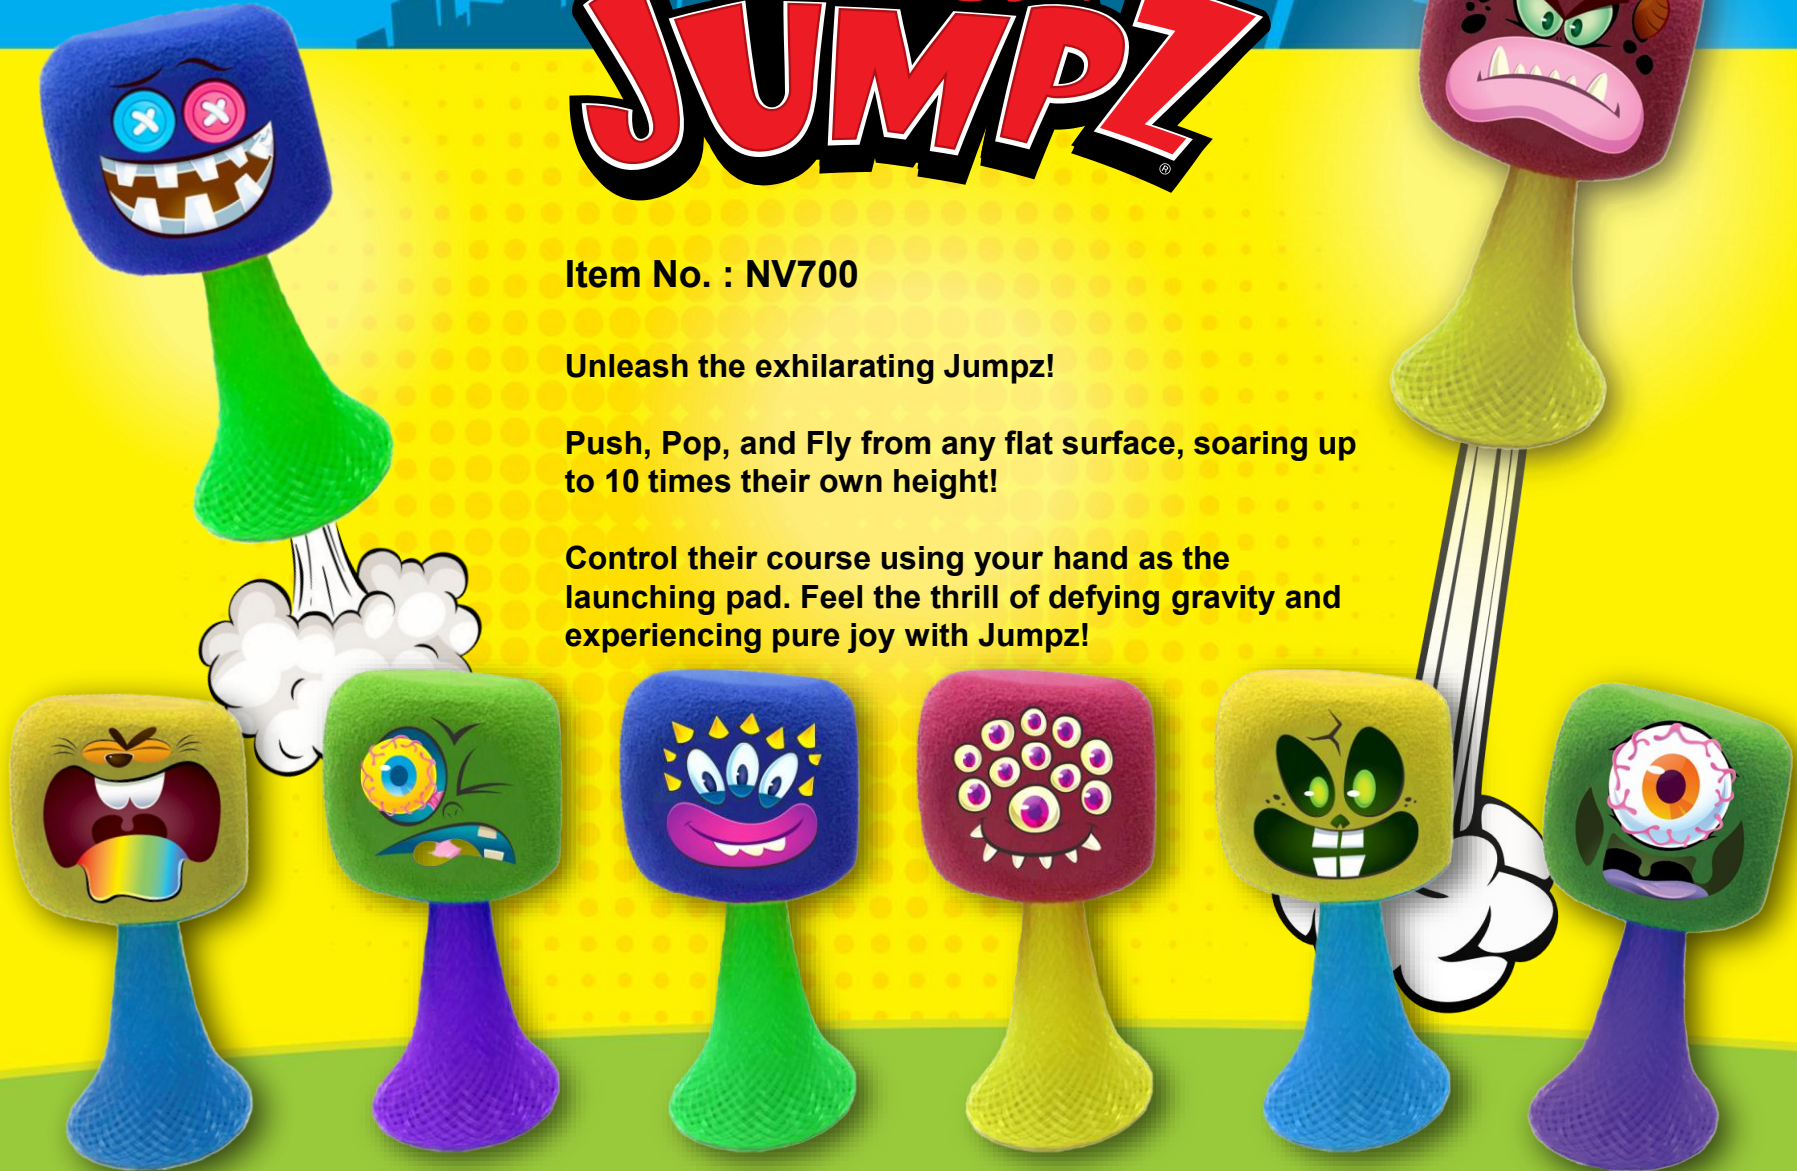 JUMPZ
®
Item No. : NV700
Unleash the exhilarating Jumpz!
Push, Pop, and Fly from any flat surface, soaring up
to 10 times their own height!
Control their course using your hand as the
launching pad. Feel the thrill of defying gravity and
experiencing pure joy with Jumpz!